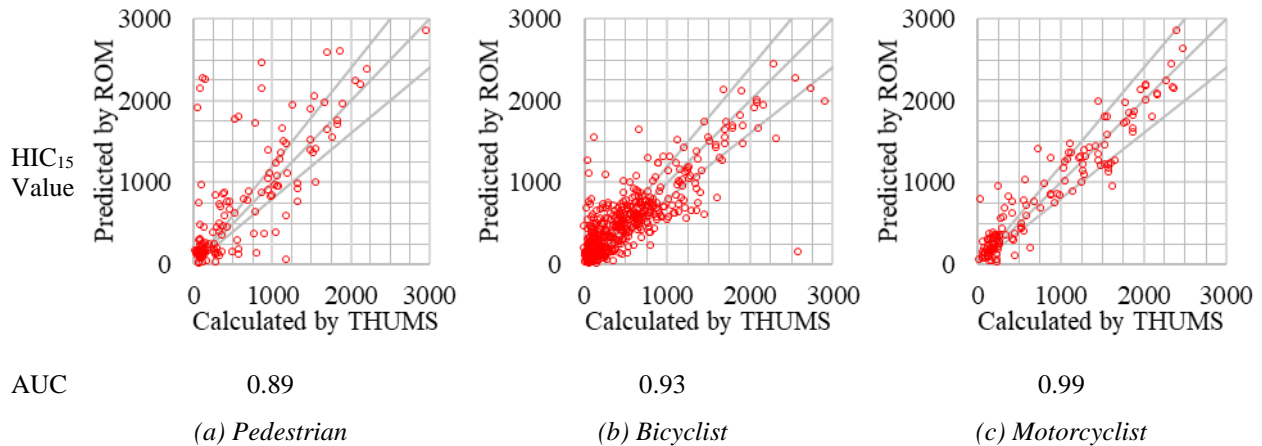 3000
2000
1000
0
Predicted by ROM
0 1000 2000 3000
Calculated by THUMS
3000
2000
1000
0
Predicted by ROM
0 1000 2000 3000
Calculated by THUMS
3000
2000
1000
0
Predicted by ROM
0 1000 2000 3000
Calculated by THUMS
HIC₁₅
Value
AUC 0.89 0.93 0.99
(a) Pedestrian (b) Bicyclist (c) Motorcyclist